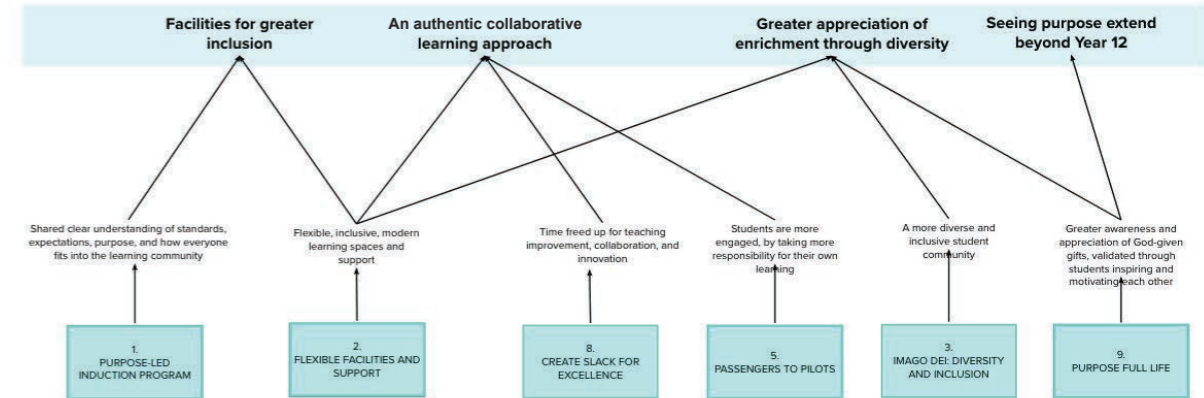 Facilities for greater
inclusion
An authentic collaborative
learning approach
Greater appreciation of
enrichment through diversity
Seeing purpose extend
beyond Year 12
Shared clear understanding of standards,
expectations, purpose, and how everyone
fits into the learning community
Flexible, inclusive, modern
learning spaces and
support
Time freed up for teaching
improvement, collaboration, and
innovation
Students are more
engaged, by taking more
responsibility for their own
learning
A more diverse and
inclusive student
community
Greater awareness and
appreciation of God-given
gifts, validated through
students inspiring and
motivating each other
1.
PURPOSE-LED
INDUCTION PROGRAM
2.
FLEXIBLE FACILITIES AND
SUPPORT
8.
CREATE SLACK FOR
EXCELLENCE
5.
PASSENGERS TO PILOTS
3.
IMAGO DEI: DIVERSITY
AND INCLUSION
9.
PURPOSE FULL LIFE